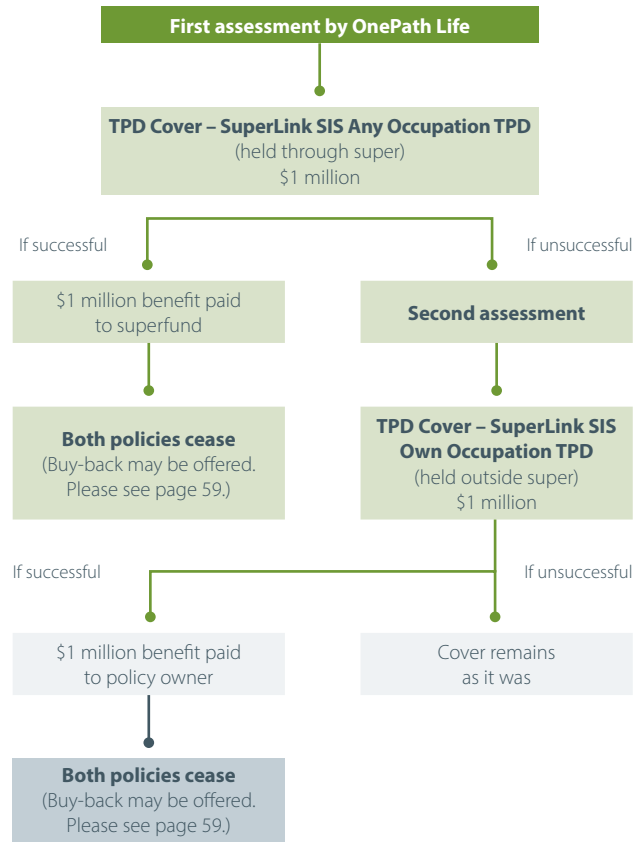 First assessment by OnePath Life
TPD Cover – SuperLink SIS Any Occupation TPD
(held through super)
$1 million
If successful
If unsuccessful
$1 million benefit paid
to superfund
Second assessment
Both policies cease
(Buy-back may be offered.
Please see page 59.)
TPD Cover – SuperLink SIS
Own Occupation TPD
(held outside super)
$1 million
If successful
If unsuccessful
$1 million benefit paid
to policy owner
Cover remains
as it was
Both policies cease
(Buy-back may be offered.
Please see page 59.)